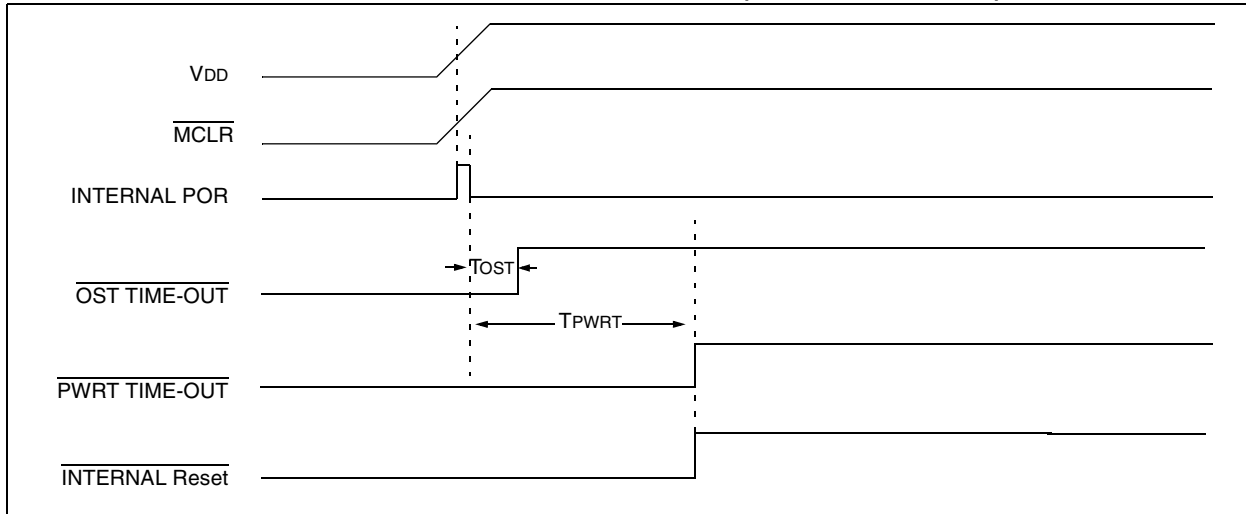 VDD
MCLR
INTERNAL POR
TOST
OST TIME-OUT
TPWRT
PWRT TIME-OUT
INTERNAL Reset